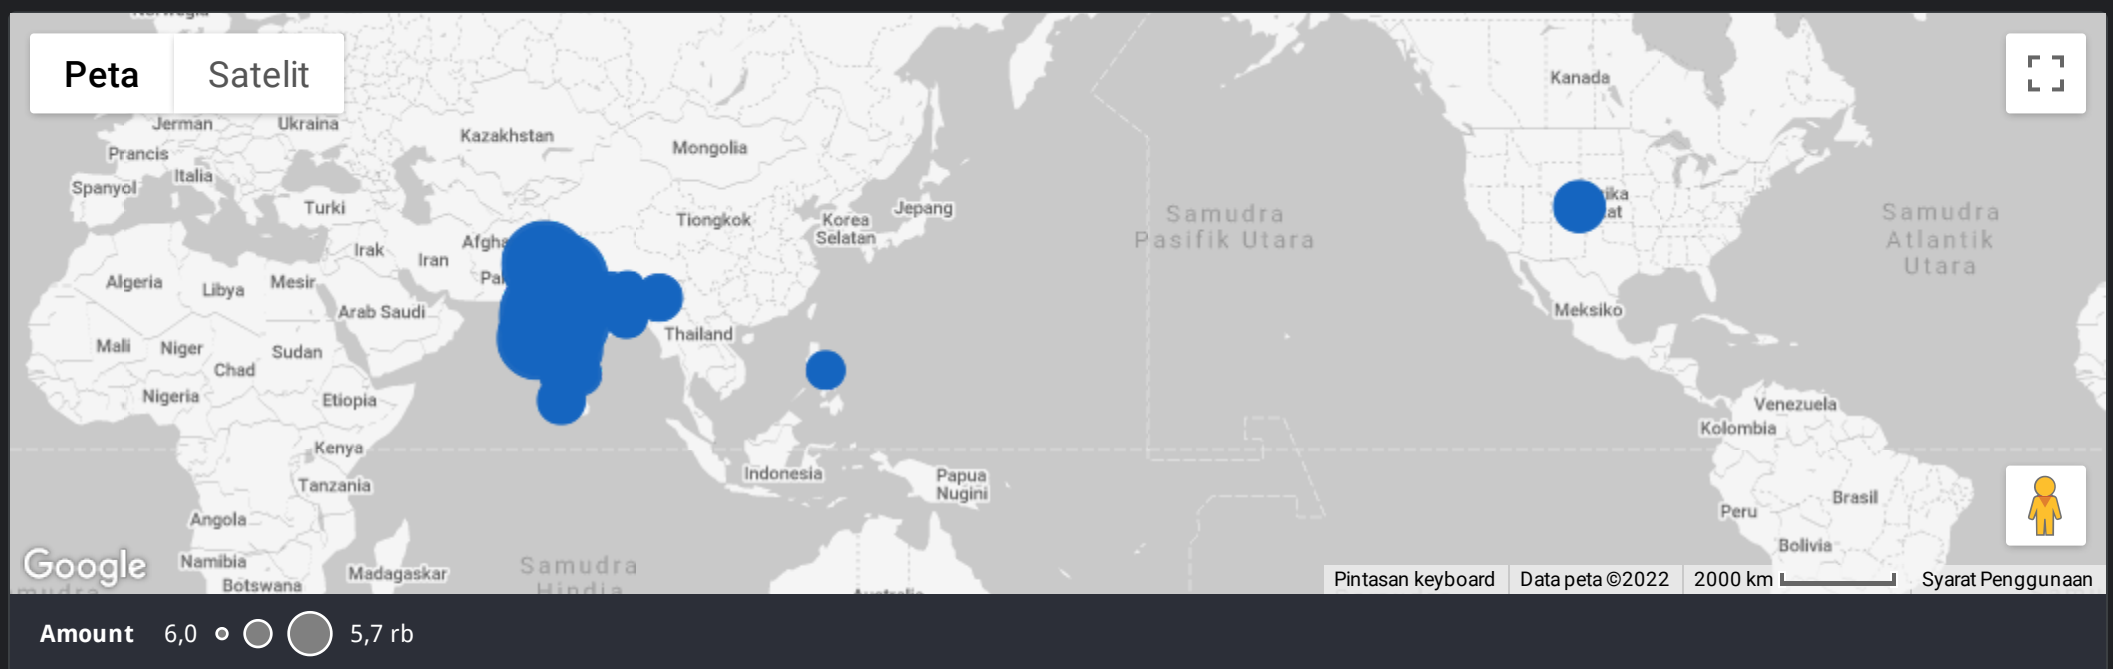 Norwegia
Peta
Satelit
Kanada
Jerman
Ukraina
Kazakhstan
Mongolia
Prancis
Italia
Spanyol
Turki
Tiongkok
Korea
Selatan
Jepang
Samudra
Pasifik Utara
Samudra
Atlantik
Utara
Irak
Iran
Algeria
Libya
Mesir
Arab Saudi
Meksiko
Mali
Niger
Sudan
Chad
Thailand
Nigeria
Etiopia
Venezuela
Kolombia
Kenya
Indonesia
Papua
Nugini
Tanzania
Brasil
Peru
Angola
Bolivia
Namibia
Madagaskar
Botswana
Samudra
Hindia
Google
Pintasan keyboard
Data peta ©2022
2000 km
Syarat Penggunaan
Amount 6,0 5,7 rb